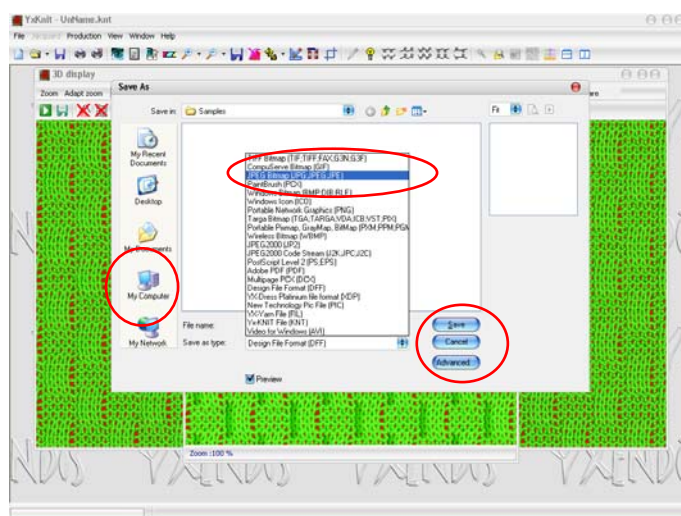 YxKnit - UnName.knt
File Jacquard Production View Window Help
3D display
Zoom Adapt zoom
Save As
Save in: Samples
Fit
My Recent Documents
Desktop
My Documents
My Computer
My Network
TIFF Bitmap (TIF;TIFF;FAX;G3N;G3F)
CompuServe Bitmap (GIF)
JPEG Bitmap (JPG;JPEG;JPE)
PaintBrush (PCX)
Windows Bitmap (BMP;DIB;RLE)
Windows Icon (ICO)
Portable Network Graphics (PNG)
Targa Bitmap (TGA;TARGA;VDA;ICB;VST;PIX)
Portable Pixmap, GrayMap, BitMap (PXM;PPM;PGM
Wireless Bitmap (WBMP)
JPEG2000 (JP2)
JPEG2000 Code Stream (J2K;JPC;J2C)
PostScript Level 2 (PS;EPS)
Adobe PDF (PDF)
Multipage PCX (DCX)
Design File Format (DFF)
YX-Dress Platinum file format (XDP)
New Technology Pic File (PIC)
YX-Yarn File (FIL)
Yx-KNIT File (KNT)
Video for Windows (AVI)
File name:
Save as type: Design File Format (DFF)
Save
Cancel
Advanced
Preview
Zoom :100 %
YXENDIS